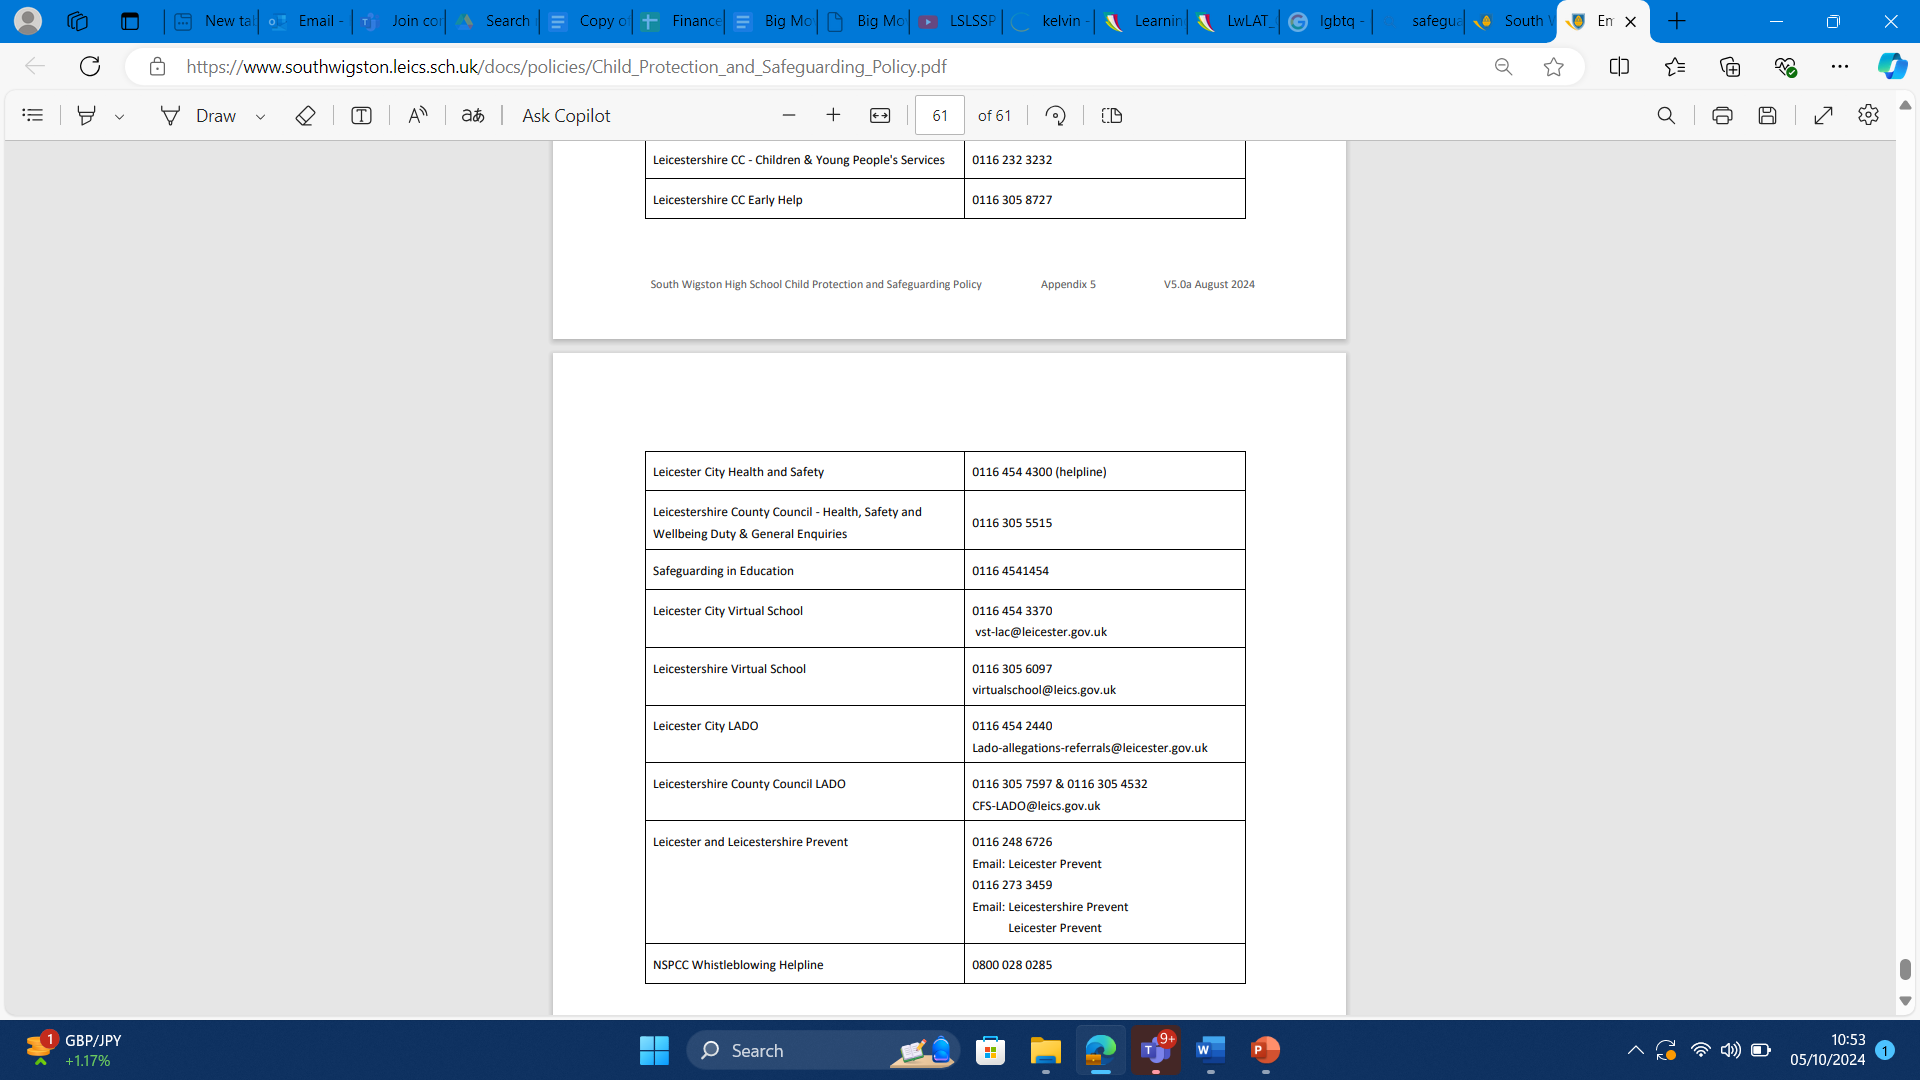 New ta
Email -
Join cor
Search
Copy o
Finance
Big Mo
Big Mo
LSLSSP
kelvin -
Learnin
LwLAT_
lgbtq -
safegua
South W
Em
https://www.southwigston.leics.sch.uk/docs/policies/Child_Protection_and_Safeguarding_Policy.pdf
Draw
Ask Copilot
61 of 61
Leicestershire CC - Children & Young People's Services 0116 232 3232
Leicestershire CC Early Help 0116 305 8727
South Wigston High School Child Protection and Safeguarding Policy Appendix 5 V5.0a August 2024
Leicester City Health and Safety 0116 454 4300 (helpline)
Leicestershire County Council - Health, Safety and
Wellbeing Duty & General Enquiries
0116 305 5515
Safeguarding in Education 0116 4541454
Leicester City Virtual School 0116 454 3370
vst-lac@leicester.gov.uk
Leicestershire Virtual School 0116 305 6097
virtualschool@leics.gov.uk
Leicester City LADO 0116 454 2440
Lado-allegations-referrals@leicester.gov.uk
Leicestershire County Council LADO 0116 305 7597 & 0116 305 4532
CFS-LADO@leics.gov.uk
Leicester and Leicestershire Prevent 0116 248 6726
Email: Leicester Prevent
0116 273 3459
Email: Leicestershire Prevent
Leicester Prevent
NSPCC Whistleblowing Helpline 0800 028 0285
1
GBP/JPY
+1.17%
Search
9+
10:53
05/10/2024
1